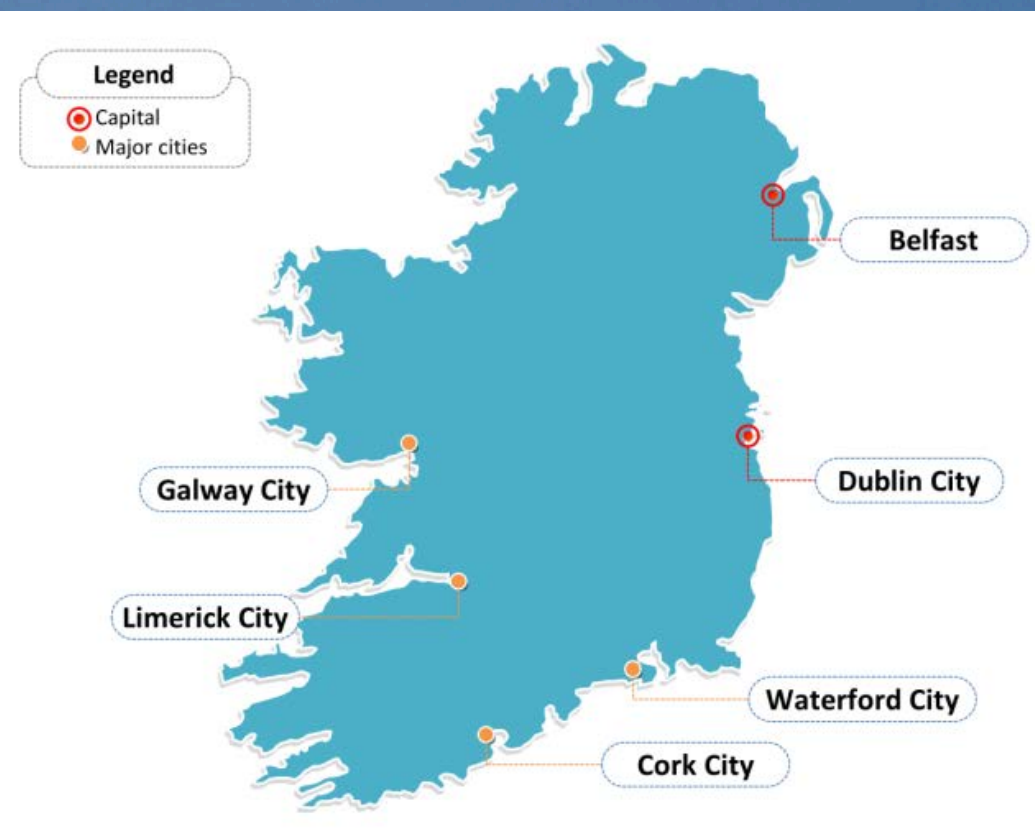 Legend
Capital
Major cities
Belfast
Dublin City
Galway City
Limerick City
Waterford City
Cork City